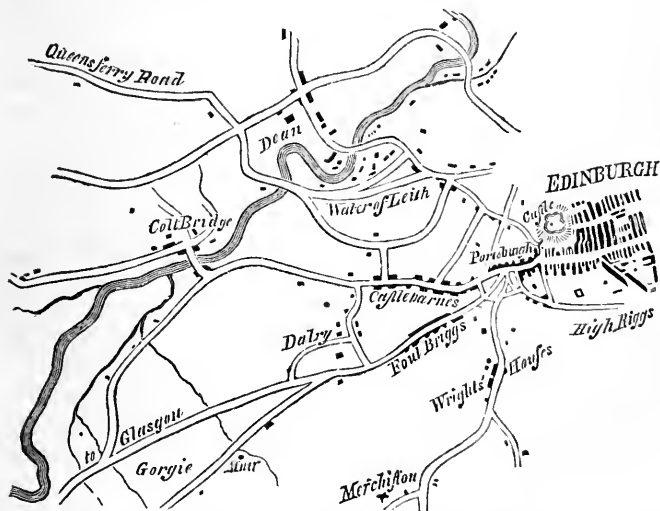 Queensferry Road
Dean
EDINBURGH
Castle
Water of Leith
Colt Bridge
Portsburgh
Castlebarnes
High Riggs
Dalry
Foul Briggs
Wrights Houses
to Glasgow
Gorgie Muir
Merchiston